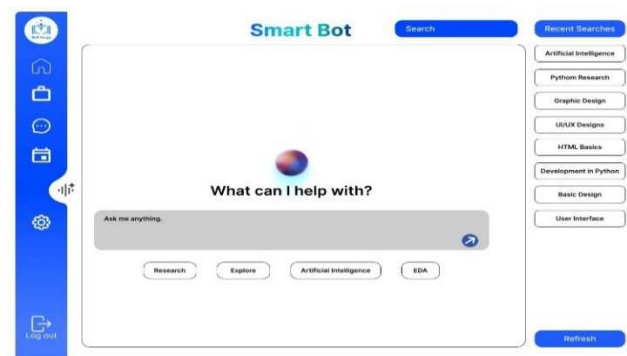 Smart Bot
Search
Recent Searches
Artificial Intelligence
Pythom Research
Graphic Design
UI/UX Designs
HTML Basics
Development in Python
Basic Design
User Interface
What can I help with?
Ask me anything.
Research
Explore
Artificial Intelligence
EDA
Log out
Refresh